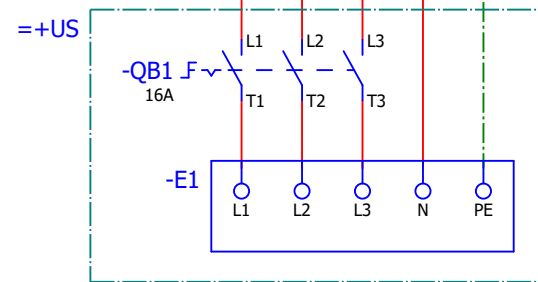 =+US
L1 L2 L3
-QB1
16A
T1 T2 T3
-E1
L1 L2 L3 N PE